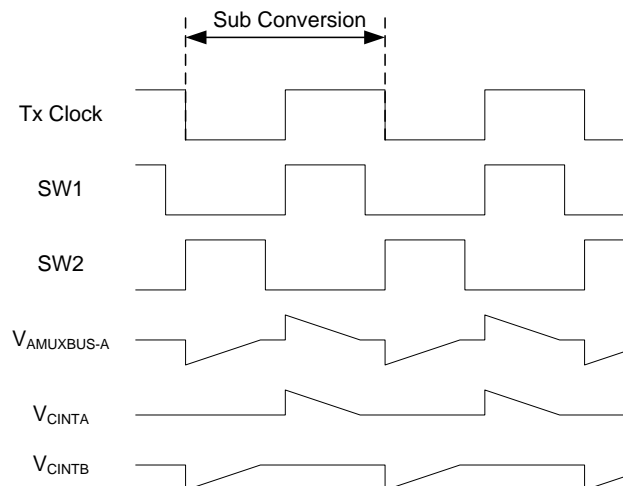 Sub Conversion
Tx Clock
SW1
SW2
VAMUXBUS-A
VCINTA
VCINTB